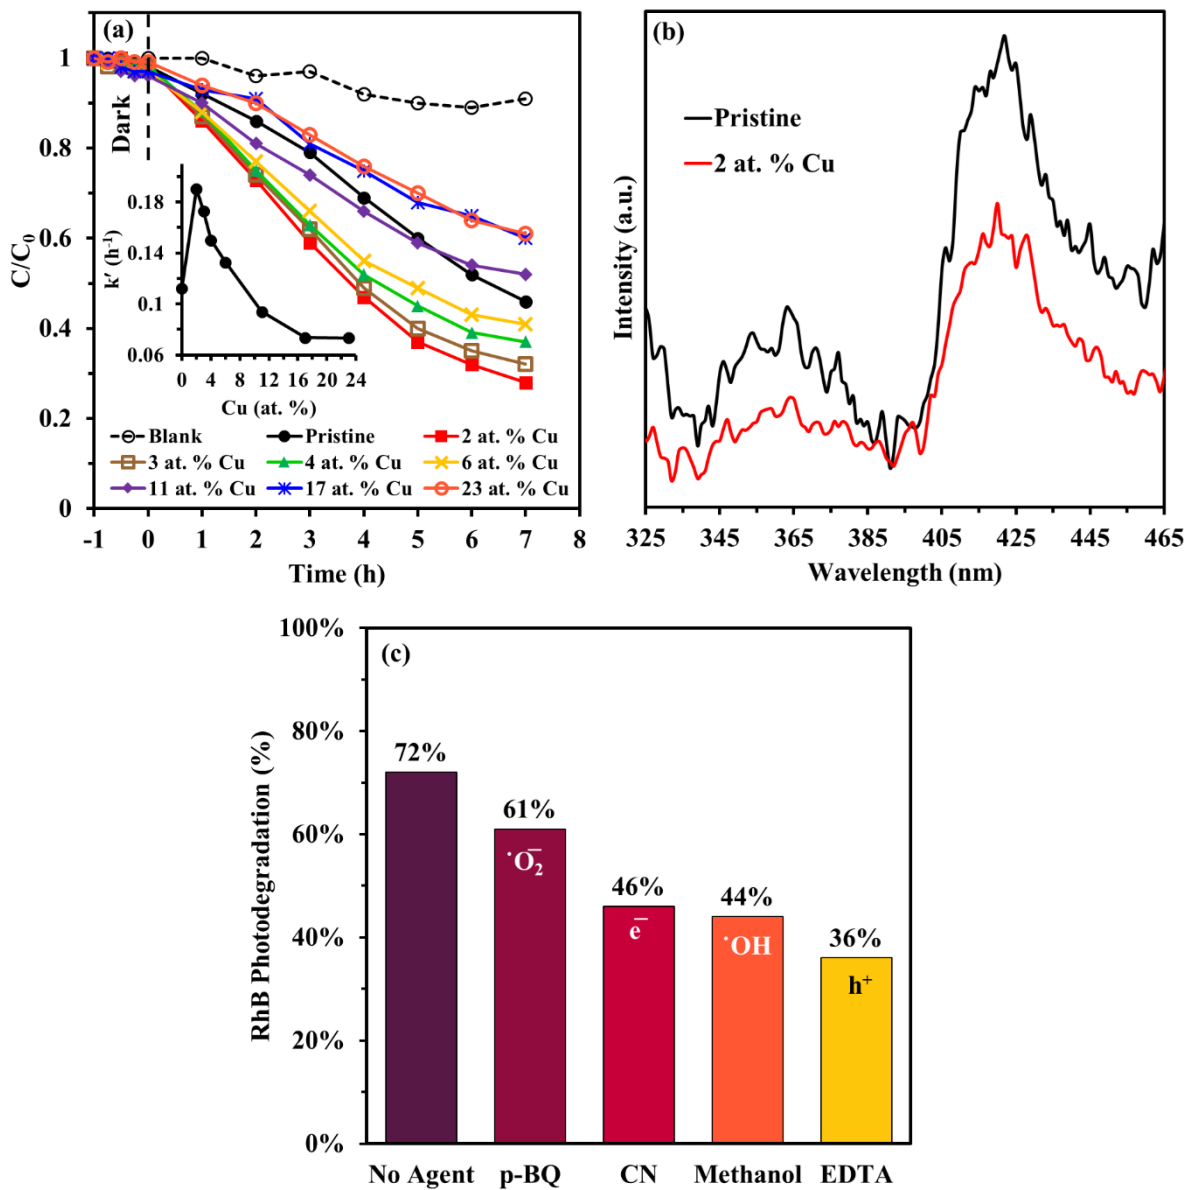 (a)
1
0.8
0.6
0.4
0.2
0
C/C0
Dark
0.18
0.14
0.1
0.06
k' (h-1)
0 4 8 12 16 20 24
Cu (at. %)
Blank Pristine 2 at. % Cu
3 at. % Cu 4 at. % Cu 6 at. % Cu
11 at. % Cu 17 at. % Cu 23 at. % Cu
-1 0 1 2 3 4 5 6 7 8
Time (h)
(b)
Pristine
2 at. % Cu
Intensity (a.u.)
325 345 365 385 405 425 445 465
Wavelength (nm)
(c)
100%
80%
60%
40%
20%
0%
RhB Photodegradation (%)
72%
61%
46%
44%
36%
·O2−
e−
·OH
h+
No Agent p-BQ CN Methanol EDTA